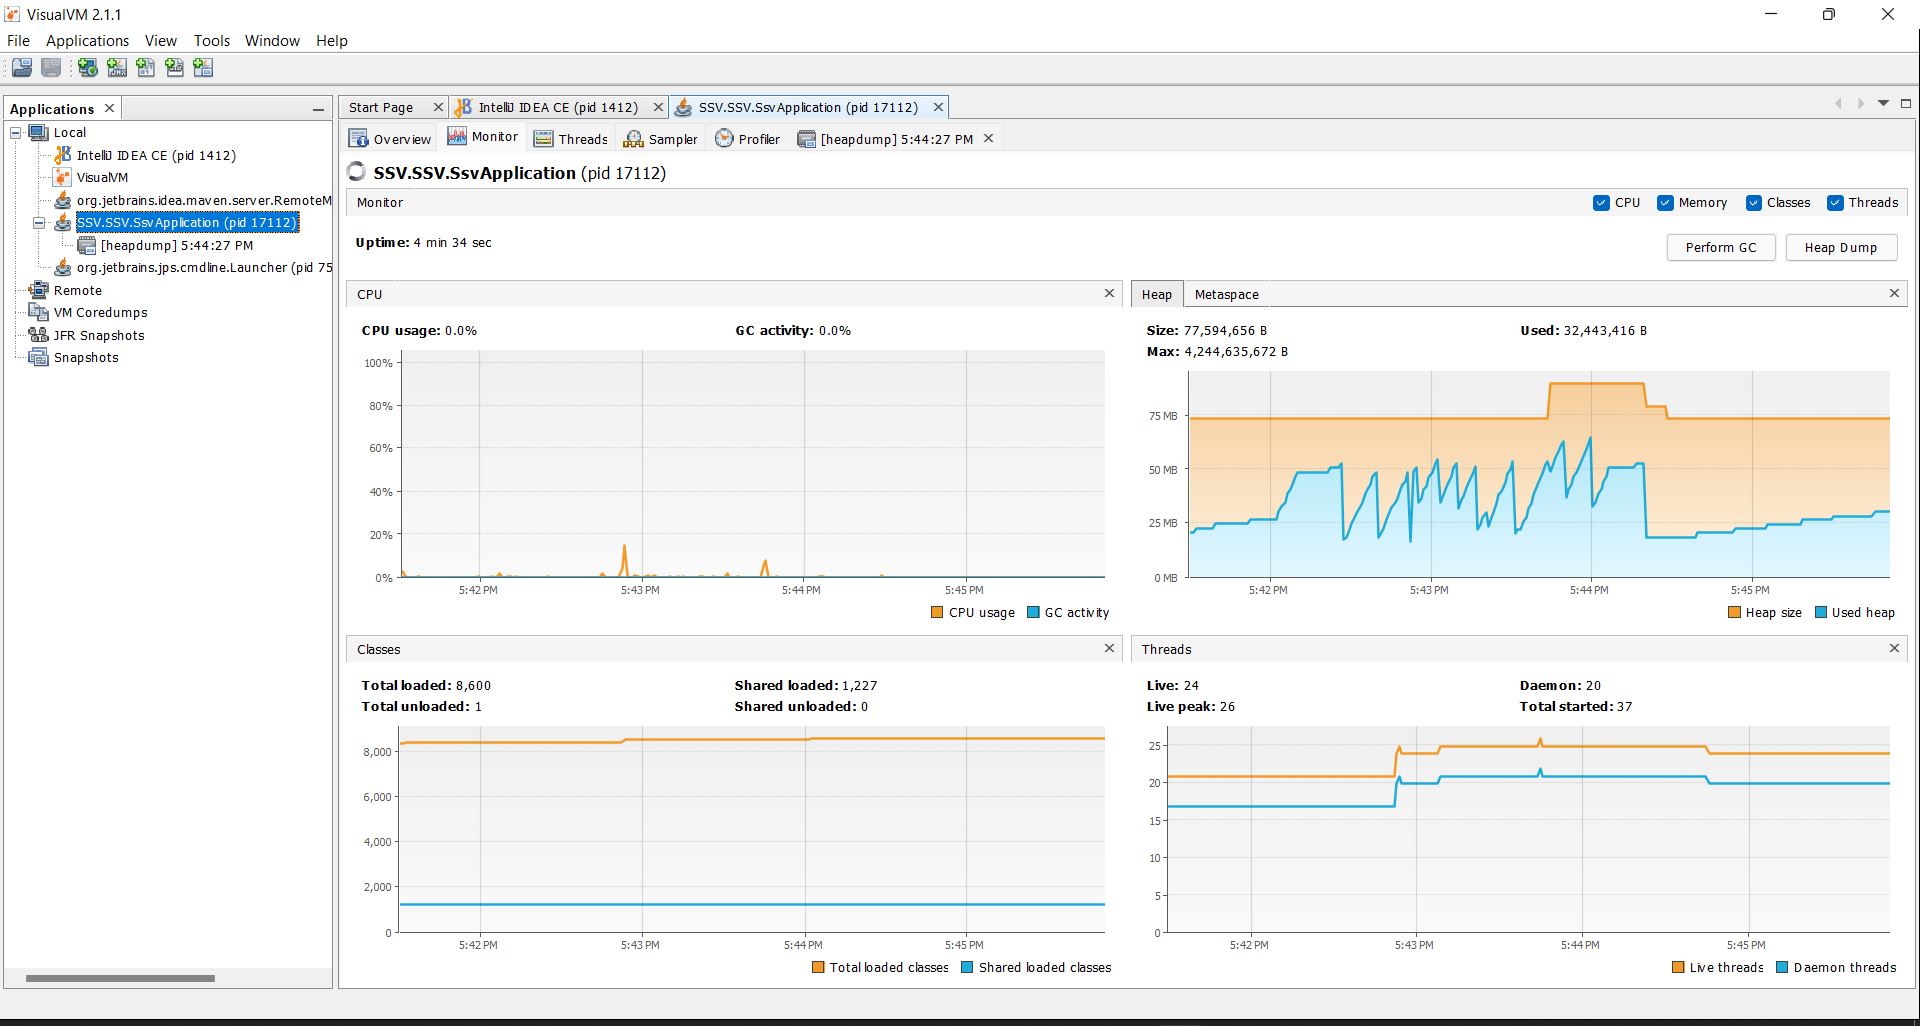 VisualVM 2.1.1
File Applications View Tools Window Help
Applications
Local
IntelliJ IDEA CE (pid 1412)
VisualVM
org.jetbrains.idea.maven.server.RemoteM
SSV.SSV.SsvApplication (pid 17112)
[heapdump] 5:44:27 PM
org.jetbrains.jps.cmdline.Launcher (pid 75
Remote
VM Coredumps
JFR Snapshots
Snapshots
Start Page IntelliJ IDEA CE (pid 1412) SSV.SSV.SsvApplication (pid 17112)
Overview Monitor Threads Sampler Profiler [heapdump] 5:44:27 PM
SSV.SSV.SsvApplication (pid 17112)
Monitor CPU Memory Classes Threads
Uptime: 4 min 34 sec
Perform GC Heap Dump
CPU
CPU usage: 0.0% GC activity: 0.0%
100%
80%
60%
40%
20%
0%
5:42 PM 5:43 PM 5:44 PM 5:45 PM
CPU usage GC activity
Heap Metaspace
Size: 77,594,656 B Used: 32,443,416 B
Max: 4,244,635,672 B
75 MB
50 MB
25 MB
0 MB
5:42 PM 5:43 PM 5:44 PM 5:45 PM
Heap size Used heap
Classes
Total loaded: 8,600 Shared loaded: 1,227
Total unloaded: 1 Shared unloaded: 0
8,000
6,000
4,000
2,000
0
5:42 PM 5:43 PM 5:44 PM 5:45 PM
Total loaded classes Shared loaded classes
Threads
Live: 24 Daemon: 20
Live peak: 26 Total started: 37
25
20
15
10
5
0
5:42 PM 5:43 PM 5:44 PM 5:45 PM
Live threads Daemon threads